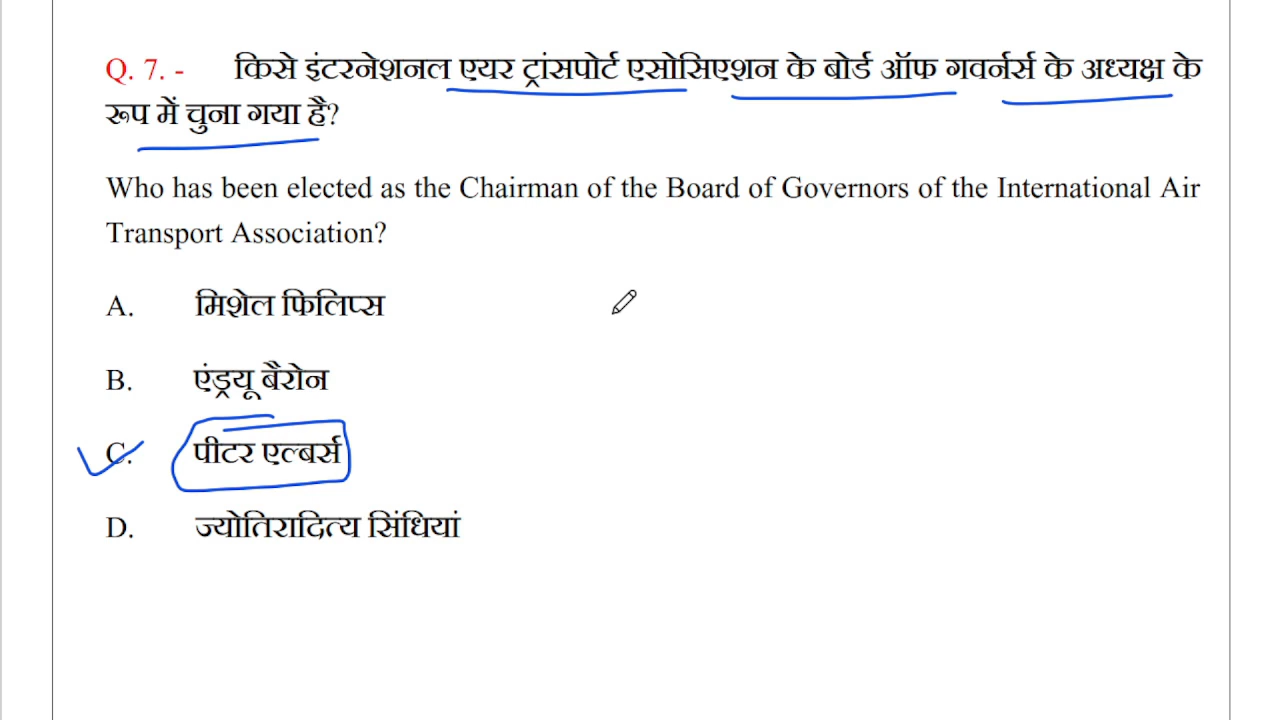 Q. 7. - किसे इंटरनेशनल एयर ट्रांसपोर्ट एसोसिएशन के बोर्ड ऑफ गवर्नर्स के अध्यक्ष के
रूप में चुना गया है?
Who has been elected as the Chairman of the Board of Governors of the International Air
Transport Association?
A. मिशेल फिलिप्स
B. एंड्रयू बैरोन
C. पीटर एल्बर्स
D. ज्योतिरादित्य सिंधियां